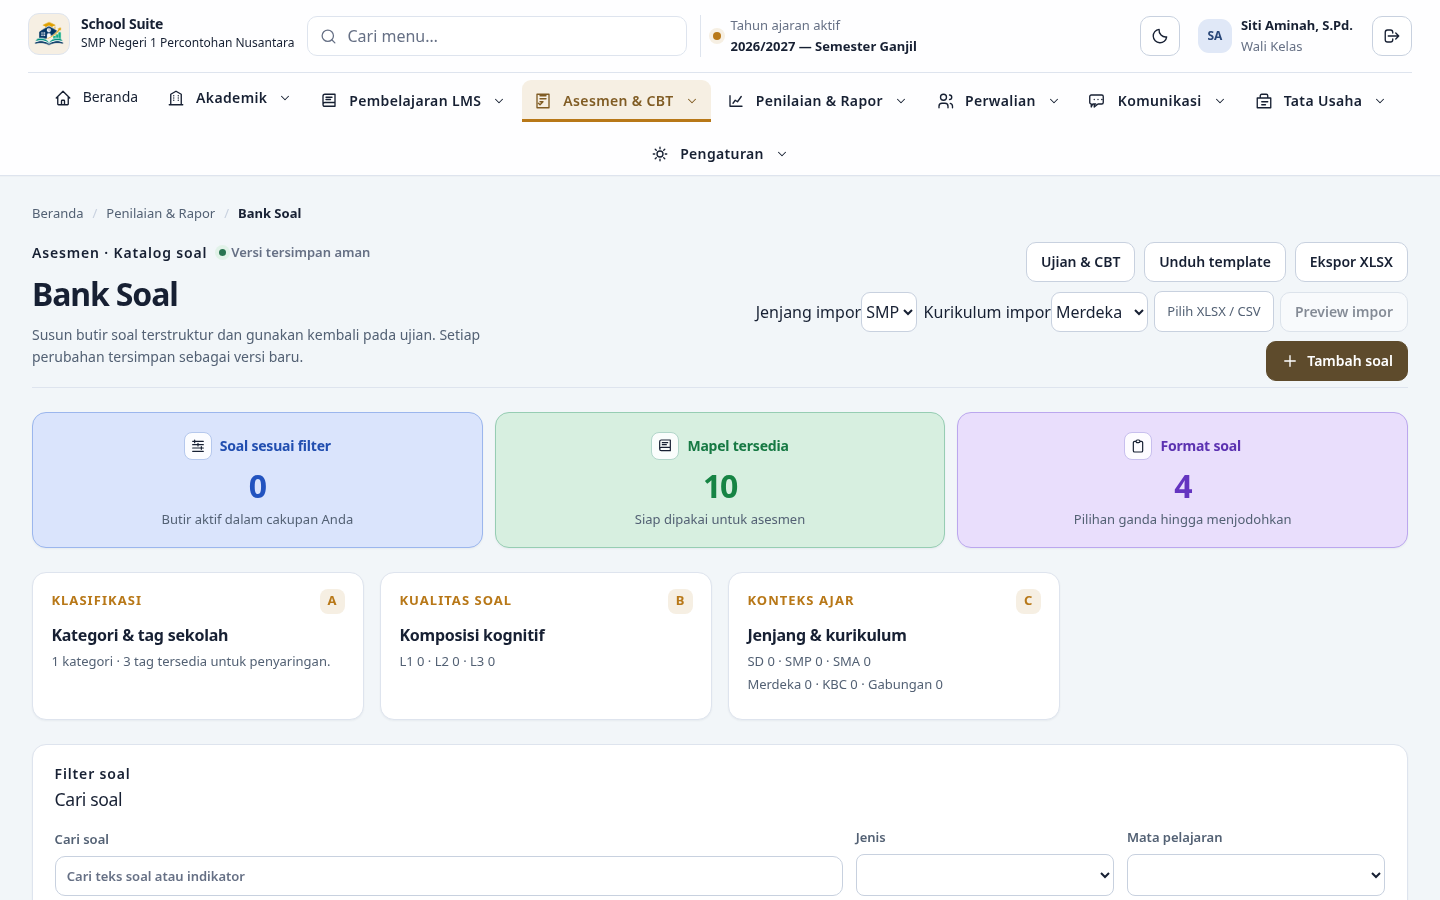 School Suite
SMP Negeri 1 Percontohan Nusantara
Cari menu...
Tahun ajaran aktif
2026/2027 — Semester Ganjil
SA
Siti Aminah, S.Pd.
Wali Kelas
Beranda
Akademik
Pembelajaran LMS
Asesmen & CBT
Penilaian & Rapor
Perwalian
Komunikasi
Tata Usaha
Pengaturan
Beranda / Penilaian & Rapor / Bank Soal
Asesmen · Katalog soal
Versi tersimpan aman
Bank Soal
Susun butir soal terstruktur dan gunakan kembali pada ujian. Setiap
perubahan tersimpan sebagai versi baru.
Ujian & CBT
Unduh template
Ekspor XLSX
Jenjang impor
SMP
Kurikulum impor
Merdeka
Pilih XLSX / CSV
Preview impor
Tambah soal
Soal sesuai filter
0
Butir aktif dalam cakupan Anda
Mapel tersedia
10
Siap dipakai untuk asesmen
Format soal
4
Pilihan ganda hingga menjodohkan
KLASIFIKASI
A
Kategori & tag sekolah
1 kategori · 3 tag tersedia untuk penyaringan.
KUALITAS SOAL
B
Komposisi kognitif
L1 0 · L2 0 · L3 0
KONTEKS AJAR
C
Jenjang & kurikulum
SD 0 · SMP 0 · SMA 0
Merdeka 0 · KBC 0 · Gabungan 0
Filter soal
Cari soal
Cari soal
Cari teks soal atau indikator
Jenis
Mata pelajaran